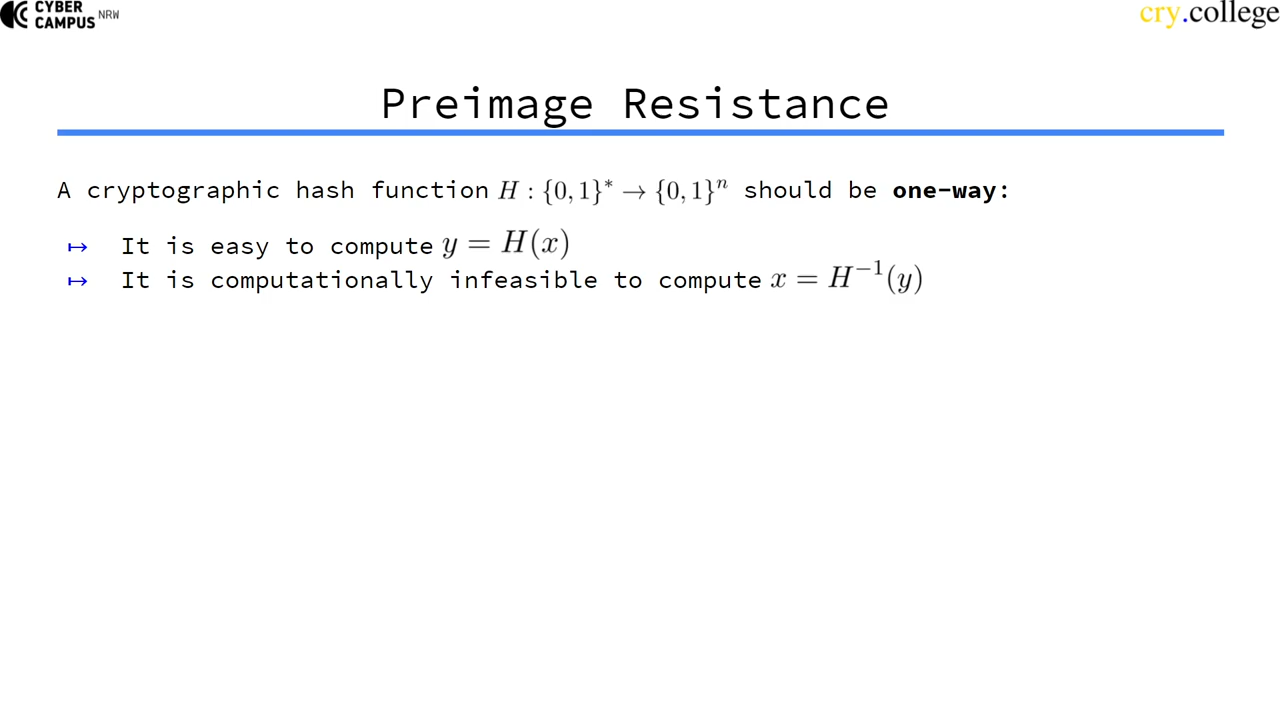 CYBER
CAMPUS NRW
cry.college
Preimage Resistance
A cryptographic hash function H : {0, 1}* → {0, 1}ⁿ should be one-way:
↦ It is easy to compute y = H(x)
↦ It is computationally infeasible to compute x = H⁻¹(y)